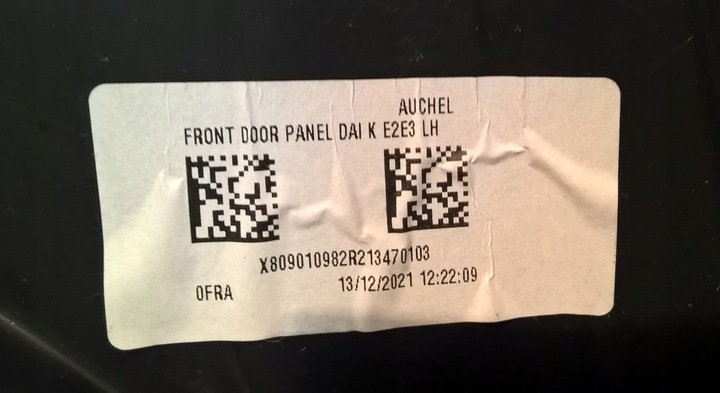 AUCHEL
FRONT DOOR PANEL DAI K E2E3 LH
X809010982R213470103
13/12/2021 12:22:09
0FRA